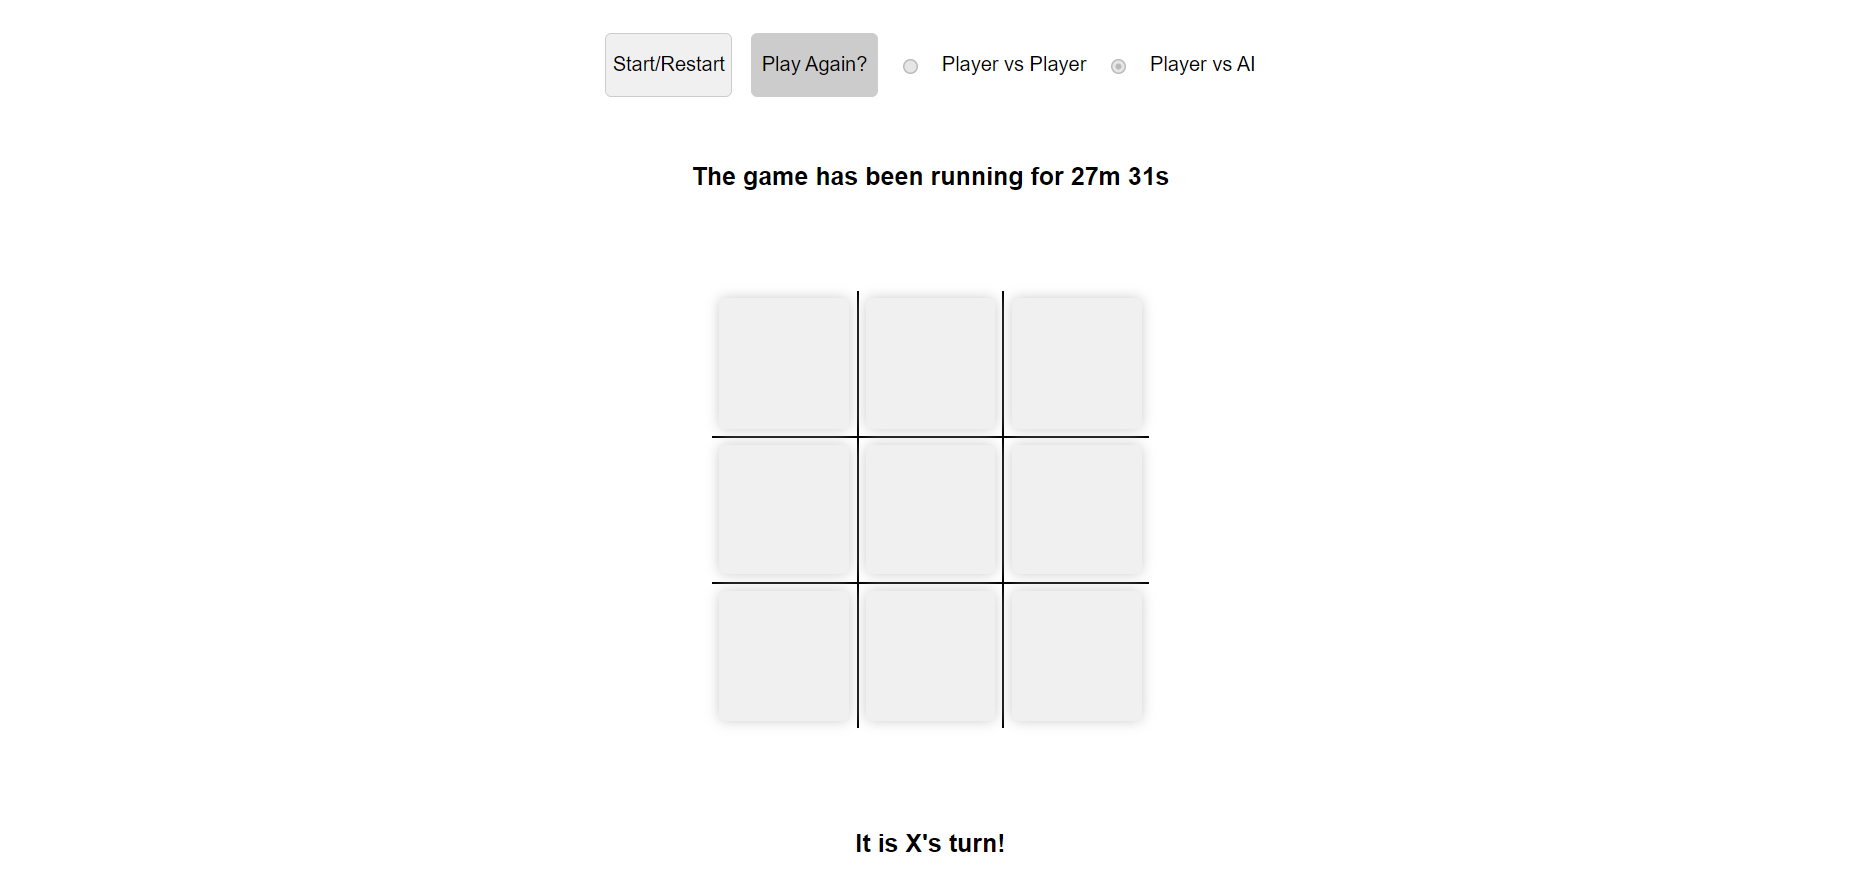 Start/Restart Play Again? Player vs Player Player vs AI
The game has been running for 27m 31s
It is X's turn!